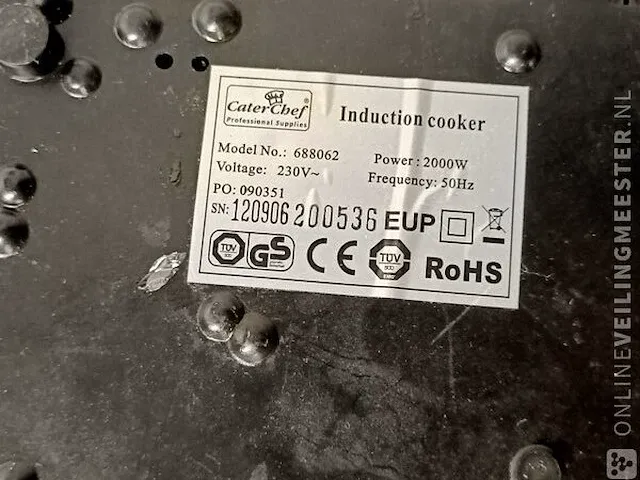 CaterChef®
Professional Supplies
Induction cooker
Model No.: 688062
Power: 2000W
Voltage: 230V~
Frequency: 50Hz
PO: 090351
SN: 120906 200536 EUP
TÜV GS CE TÜV RoHS
ONLINEVEILINGMEESTER.NL